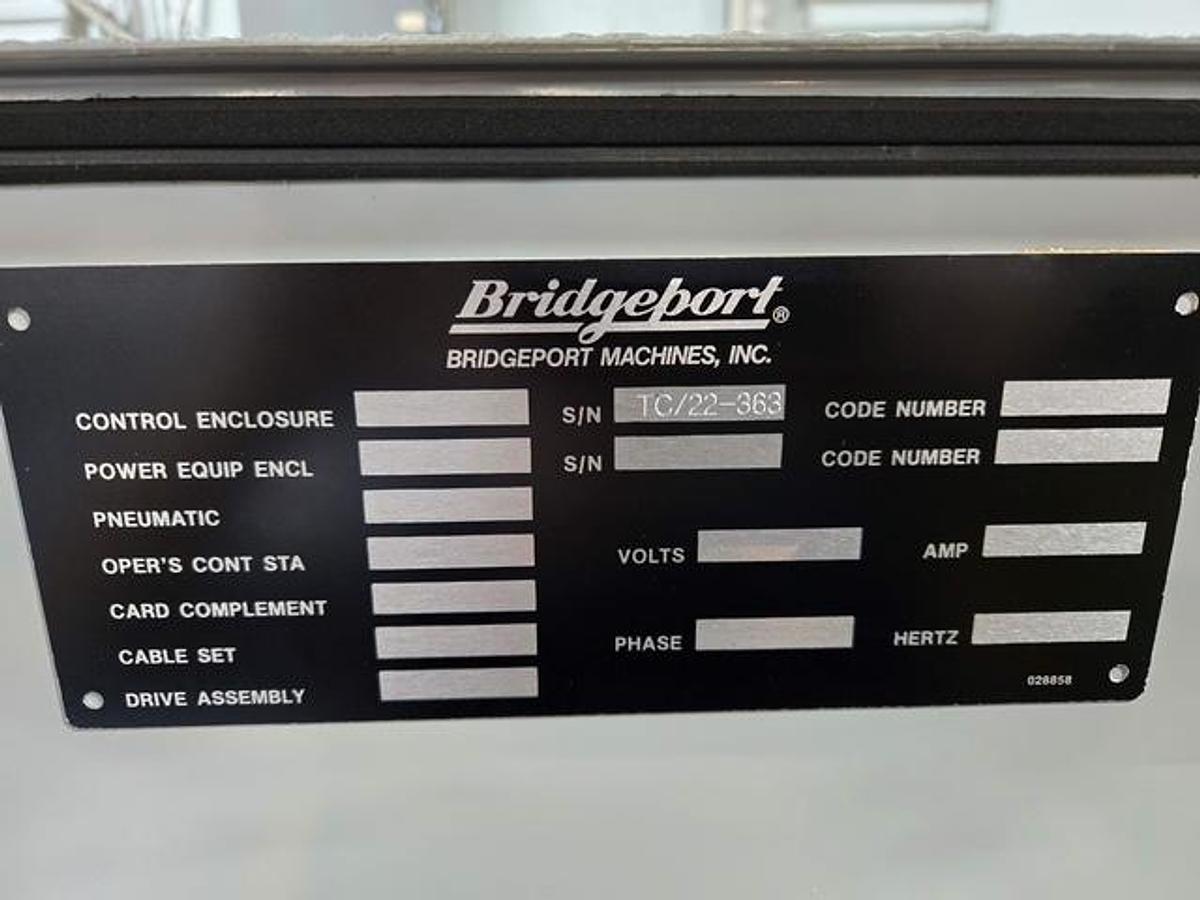 Bridgeport®
BRIDGEPORT MACHINES, INC.
CONTROL ENCLOSURE S/N TC/22-363 CODE NUMBER
POWER EQUIP ENCL S/N CODE NUMBER
PNEUMATIC
OPER'S CONT STA VOLTS AMP
CARD COMPLEMENT
CABLE SET PHASE HERTZ
DRIVE ASSEMBLY
028858